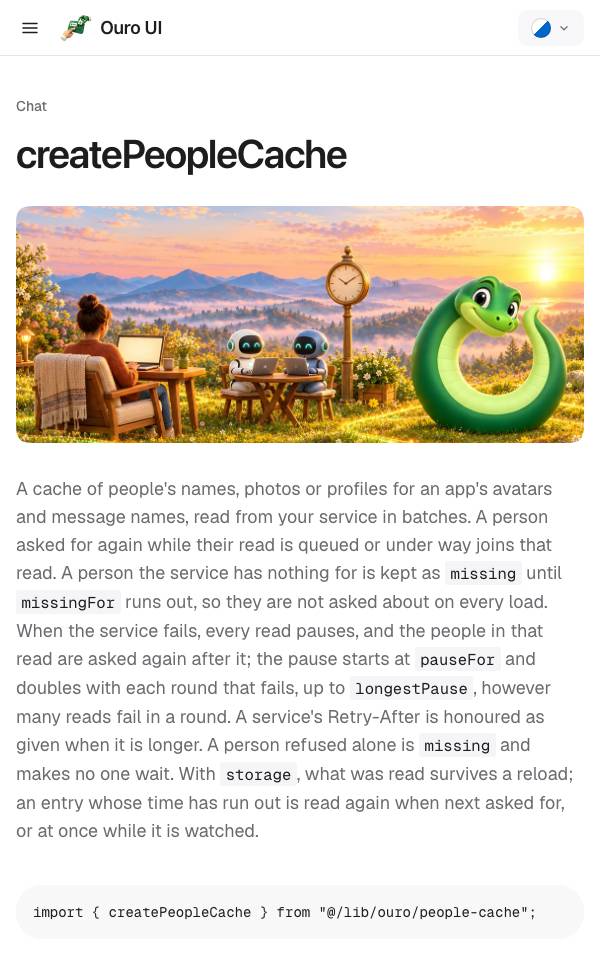 Ouro UI
Chat
createPeopleCache
A cache of people's names, photos or profiles for an app's avatars
and message names, read from your service in batches. A person
asked for again while their read is queued or under way joins that
read. A person the service has nothing for is kept as missing until
missingFor runs out, so they are not asked about on every load.
When the service fails, every read pauses, and the people in that
read are asked again after it; the pause starts at pauseFor and
doubles with each round that fails, up to longestPause, however
many reads fail in a round. A service's Retry-After is honoured as
given when it is longer. A person refused alone is missing and
makes no one wait. With storage, what was read survives a reload;
an entry whose time has run out is read again when next asked for,
or at once while it is watched.
import { createPeopleCache } from "@/lib/ouro/people-cache";